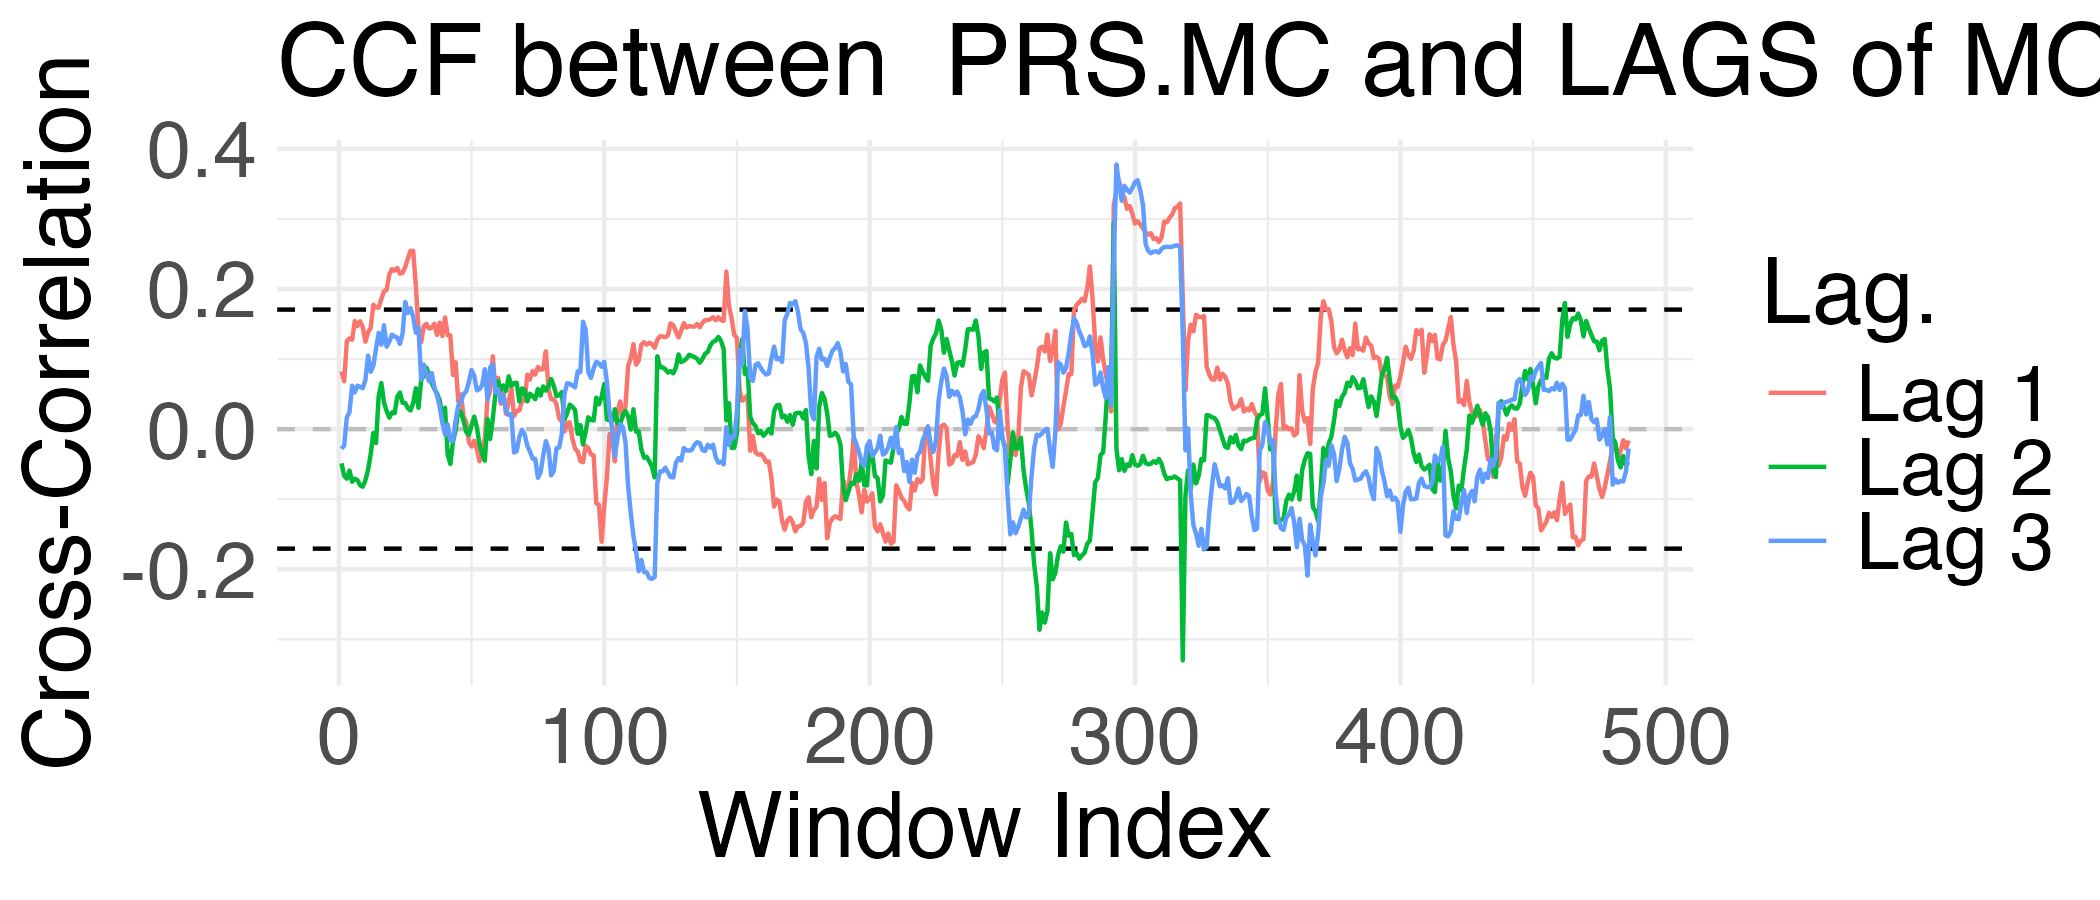 CCF between PRS.MC and LAGS of MC
Cross-Correlation
0.4
0.2
0.0
-0.2
0
100
200
300
400
500
Window Index
Lag.
Lag 1
Lag 2
Lag 3